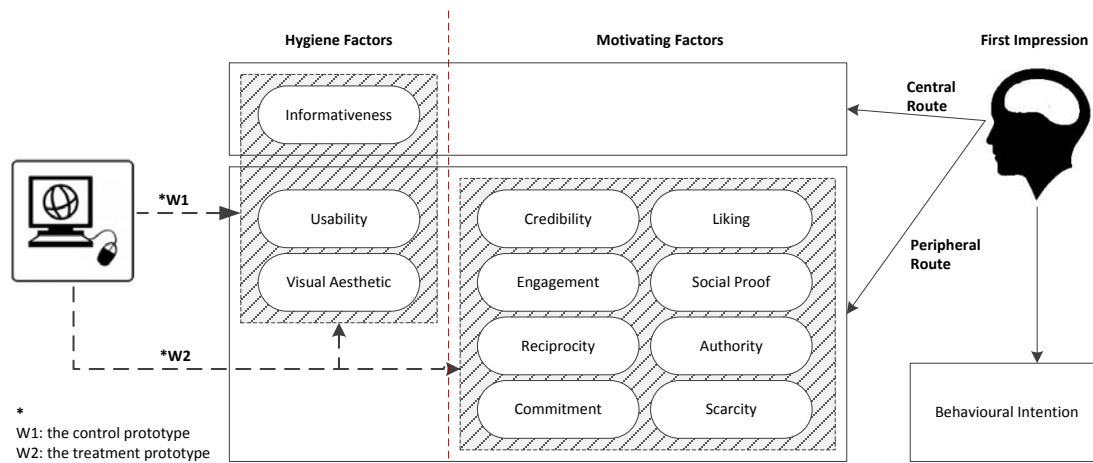 Hygiene Factors
Motivating Factors
First Impression
Central
Route
Informativeness
*W1
Usability
Credibility
Liking
Peripheral
Route
Visual Aesthetic
Engagement
Social Proof
*W2
Reciprocity
Authority
Commitment
Scarcity
Behavioural Intention
*
W1: the control prototype
W2: the treatment prototype